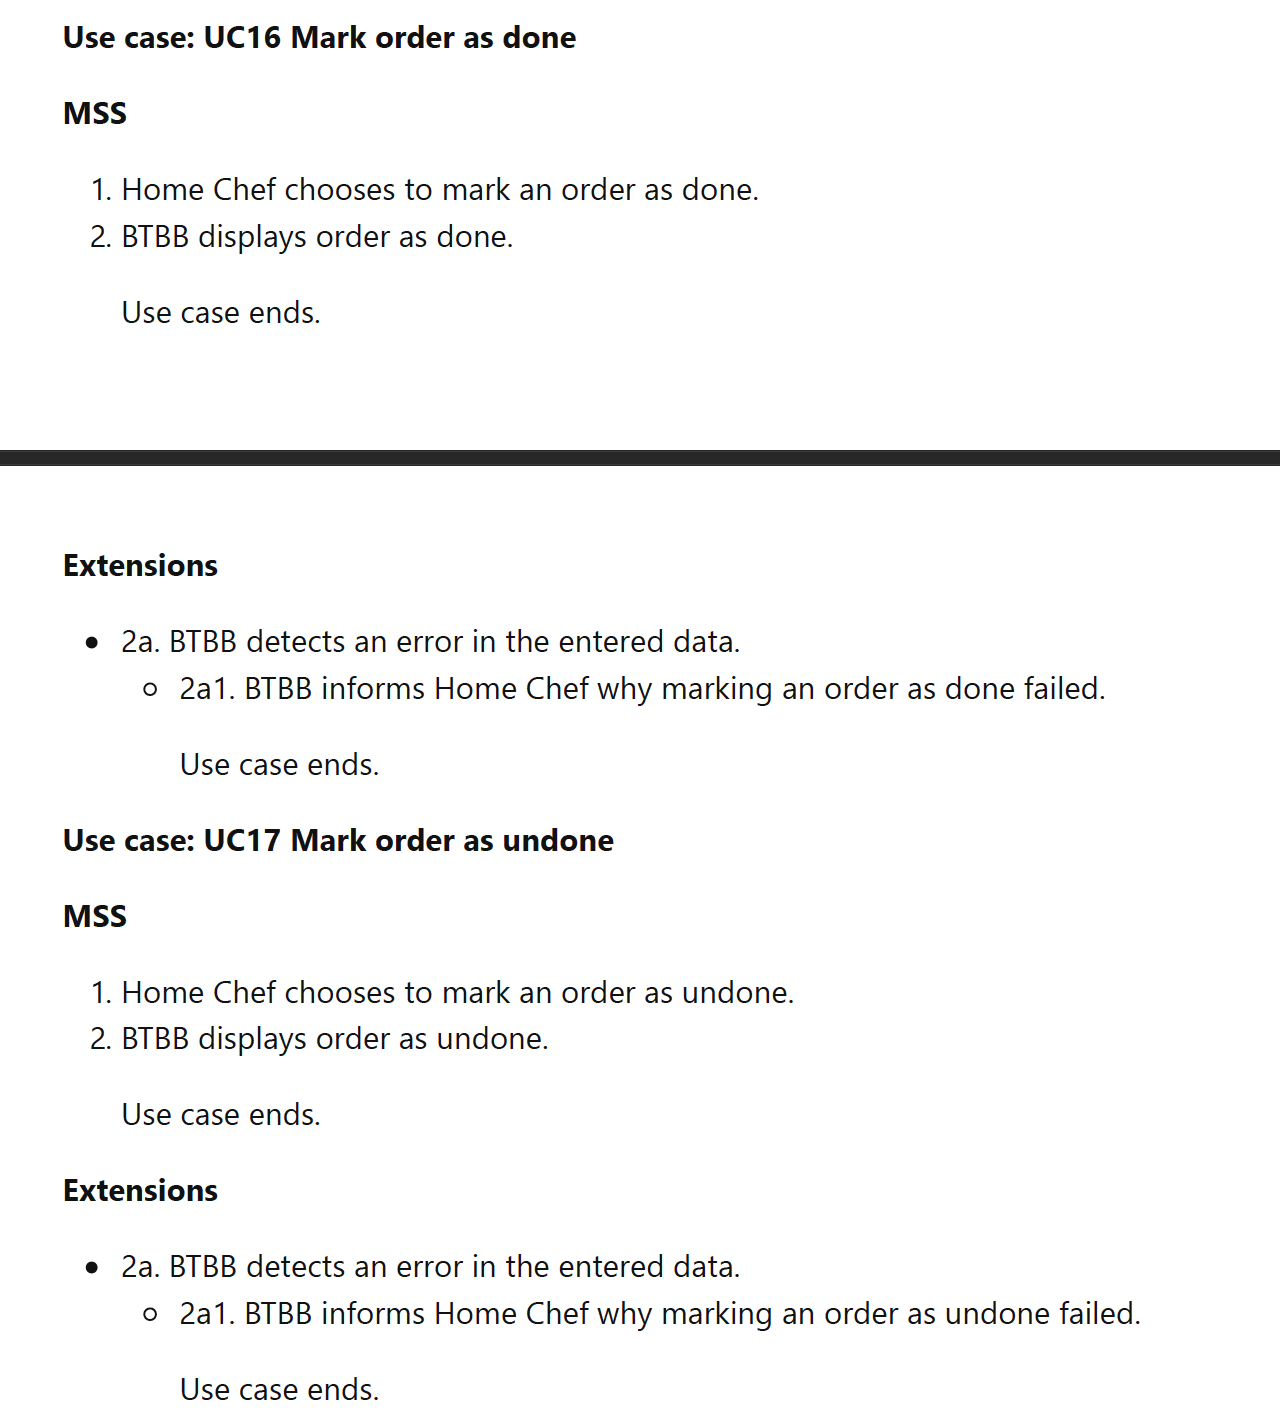 Use case: UC16 Mark order as done
MSS
1. Home Chef chooses to mark an order as done.
2. BTBB displays order as done.
Use case ends.
Extensions
• 2a. BTBB detects an error in the entered data.
◦ 2a1. BTBB informs Home Chef why marking an order as done failed.
Use case ends.
Use case: UC17 Mark order as undone
MSS
1. Home Chef chooses to mark an order as undone.
2. BTBB displays order as undone.
Use case ends.
Extensions
• 2a. BTBB detects an error in the entered data.
◦ 2a1. BTBB informs Home Chef why marking an order as undone failed.
Use case ends.